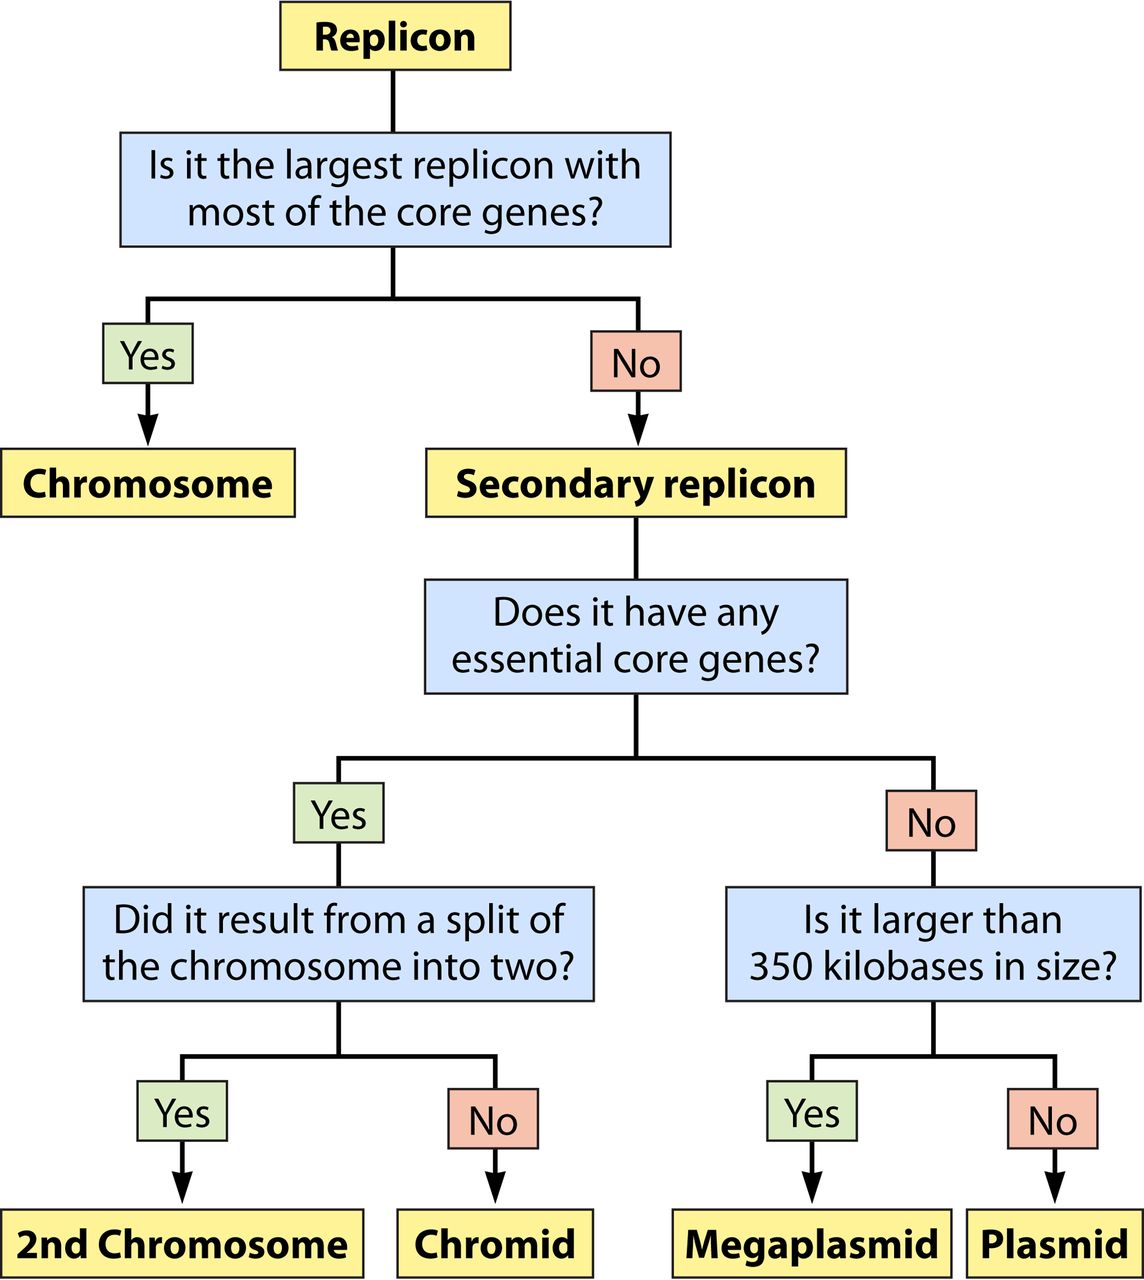 Replicon
Is it the largest replicon with
most of the core genes?
Yes
No
Chromosome
Secondary replicon
Does it have any
essential core genes?
Yes
No
Did it result from a split of
the chromosome into two?
Is it larger than
350 kilobases in size?
Yes
No
Yes
No
2nd Chromosome
Chromid
Megaplasmid
Plasmid